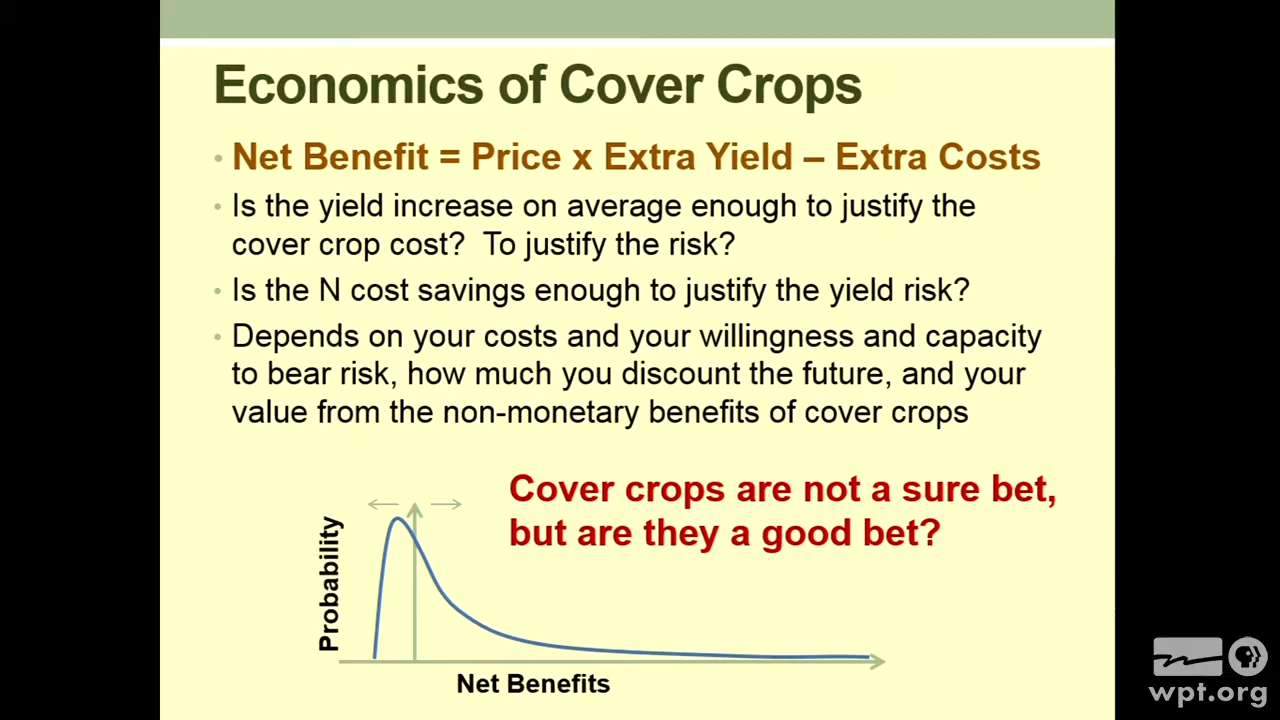 Economics of Cover Crops
• Net Benefit = Price x Extra Yield – Extra Costs
• Is the yield increase on average enough to justify the
cover crop cost?  To justify the risk?
• Is the N cost savings enough to justify the yield risk?
• Depends on your costs and your willingness and capacity
to bear risk, how much you discount the future, and your
value from the non-monetary benefits of cover crops
Cover crops are not a sure bet,
but are they a good bet?
Probability
Net Benefits
wpt.org